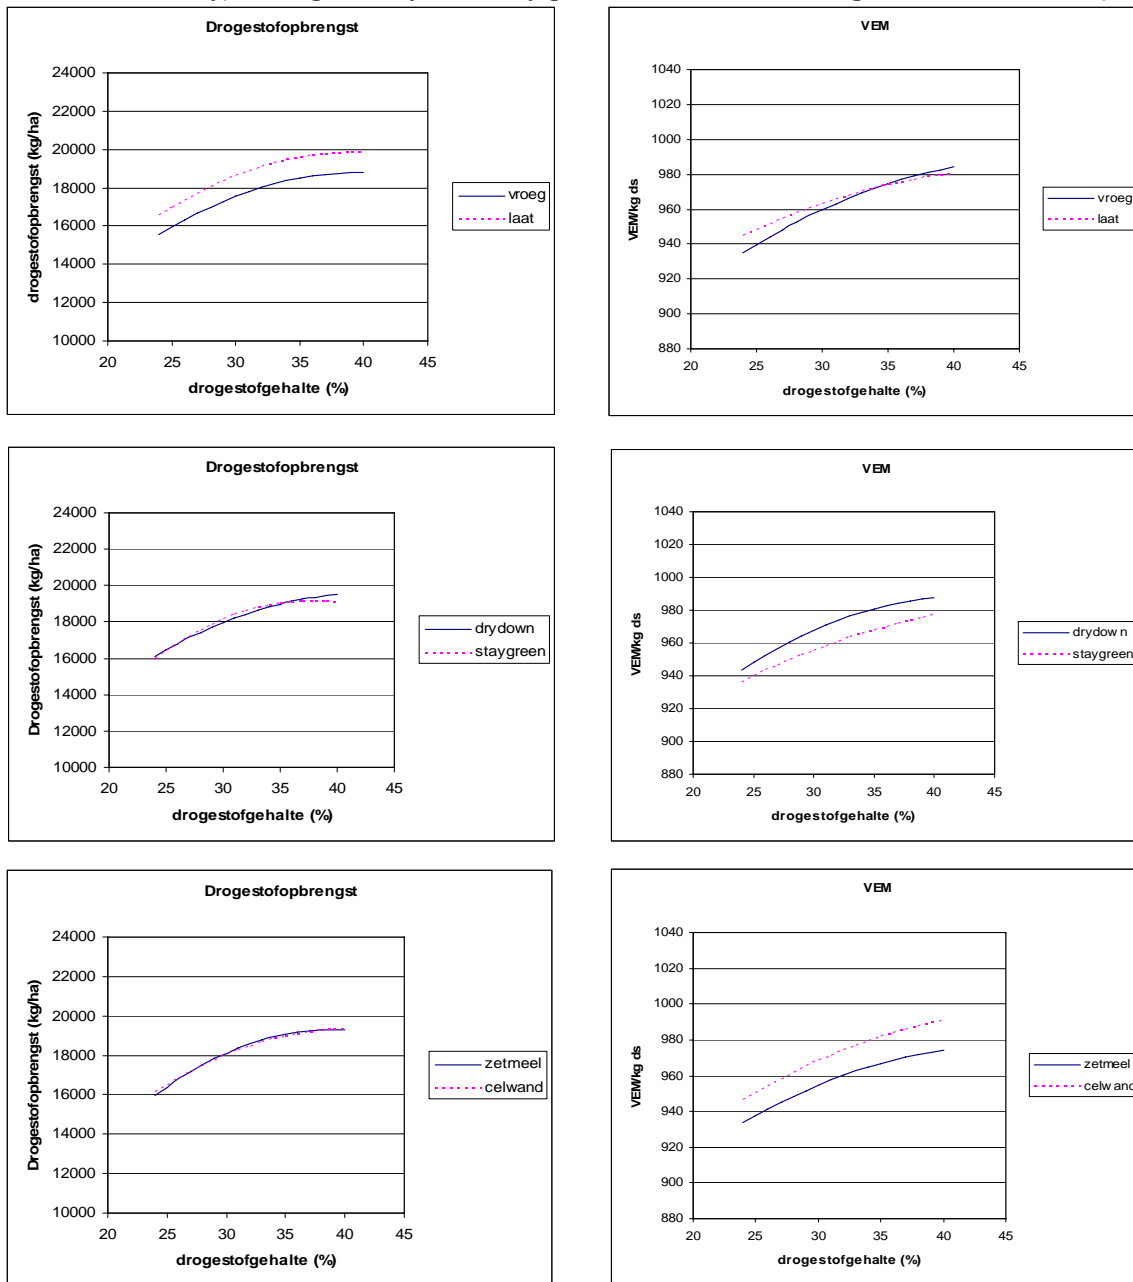 Drogestofopbrengst
24000
22000
20000
18000
16000
14000
12000
10000
20 25 30 35 40 45
drogestofopbrengst (kg/ha)
drogestofgehalte (%)
vroeg
laat
VEM
1040
1020
1000
980
960
940
920
900
880
20 25 30 35 40 45
VEM/kg ds
drogestofgehalte (%)
vroeg
laat
Drogestofopbrengst
24000
22000
20000
18000
16000
14000
12000
10000
20 25 30 35 40 45
Drogestofopbrengst (kg/ha)
drogestofgehalte (%)
drydown
staygreen
VEM
1040
1020
1000
980
960
940
920
900
880
20 25 30 35 40 45
VEM/kg ds
drogestofgehalte (%)
drydown
staygreen
Drogestofopbrengst
24000
22000
20000
18000
16000
14000
12000
10000
20 25 30 35 40 45
Drogestofopbrengst (kg/ha)
drogestofgehalte (%)
zetmeel
celwand
VEM
1040
1020
1000
980
960
940
920
900
880
20 25 30 35 40 45
VEM/kg ds
drogestofgehalte (%)
zetmeel
celwand